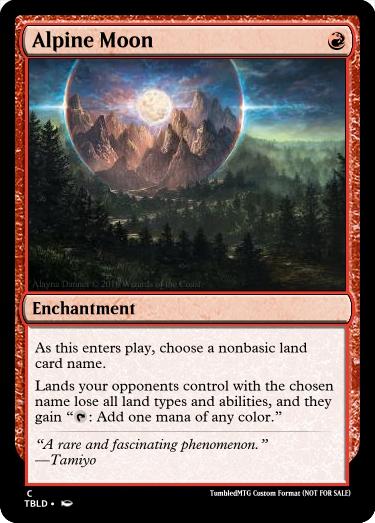 Alpine Moon
Alayna Danner © 2018 Wizards of the Coast
Enchantment
As this enters play, choose a nonbasic land
card name.
Lands your opponents control with the chosen
name lose all land types and abilities, and they
gain “: Add one mana of any color.”
“A rare and fascinating phenomenon.”
—Tamiyo
C
TBLD •
TumbledMTG Custom Format (NOT FOR SALE)